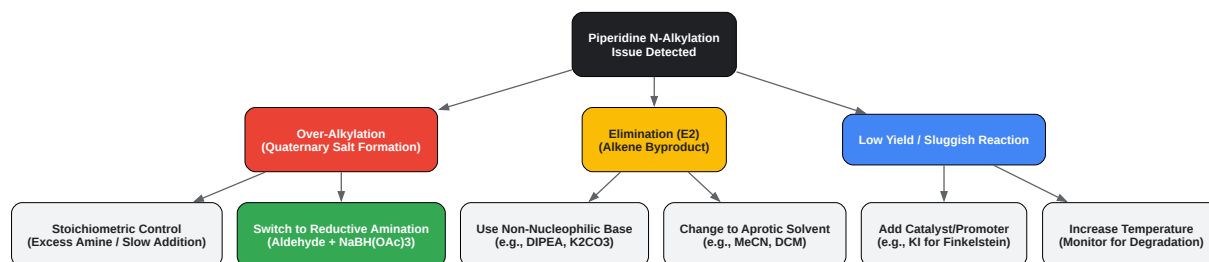 Piperidine N-Alkylation
Issue Detected
Over-Alkylation
(Quaternary Salt Formation)
Elimination (E2)
(Alkene Byproduct)
Low Yield / Sluggish Reaction
Stoichiometric Control
(Excess Amine / Slow Addition)
Switch to Reductive Amination
(Aldehyde + NaBH(OAc)3)
Use Non-Nucleophilic Base
(e.g., DIPEA, K2CO3)
Change to Aprotic Solvent
(e.g., MeCN, DCM)
Add Catalyst/Promoter
(e.g., KI for Finkelstein)
Increase Temperature
(Monitor for Degradation)